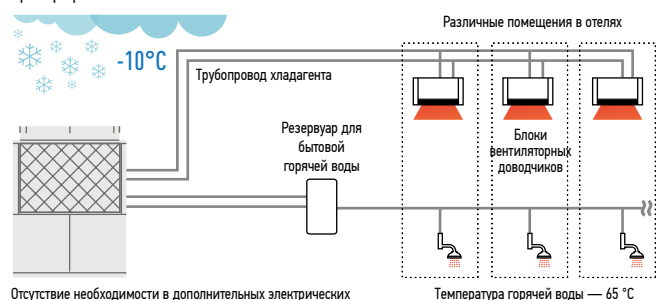 Различные помещения в отелях
-10°C
Трубопровод хладагента
Резервуар для
бытовой
горячей воды
Блоки
вентиляторных
доводчиков
Отсутствие необходимости в дополнительных электрических
Температура горячей воды — 65 °C